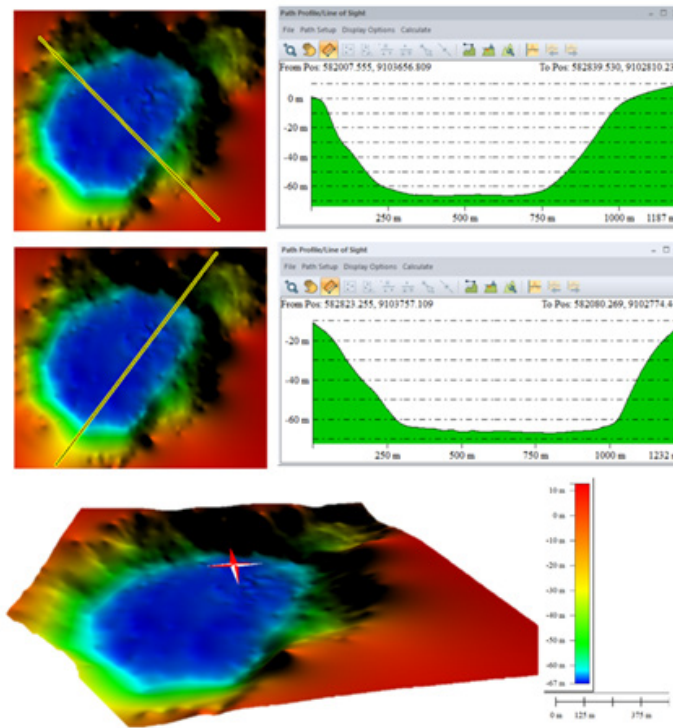 Path Profile/Line of Sight
File Path Setup Display Options Calculate
From Pos: 582007.555, 9103656.809 To Pos: 582839.530, 9102810.23
0 m
-20 m
-40 m
-60 m
250 m 500 m 750 m 1000 m 1187 m
Path Profile/Line of Sight
File Path Setup Display Options Calculate
From Pos: 582823.255, 9103757.109 To Pos: 582080.269, 9102774.4
-20 m
-40 m
-60 m
250 m 500 m 750 m 1000 m 1232 m
10 m
0 m
-10 m
-20 m
-30 m
-40 m
-50 m
-60 m
-67 m
0 m 125 m 375 m